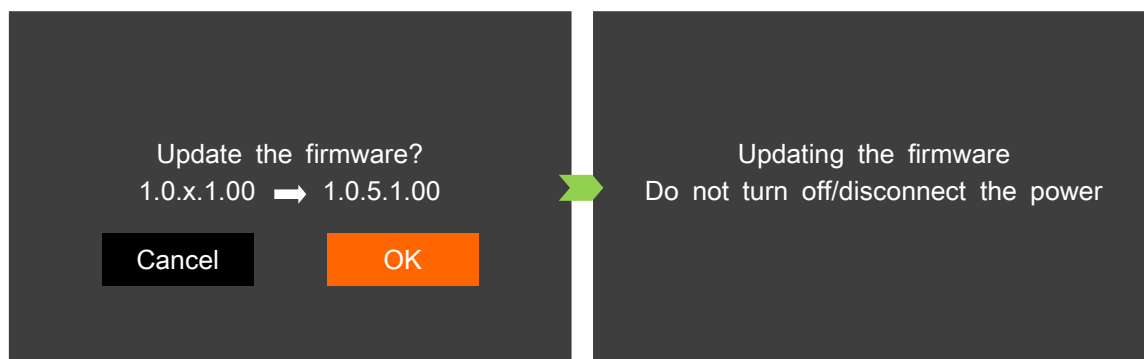 Update the firmware?
1.0.x.1.00 ➡ 1.0.5.1.00
Cancel
OK
Updating the firmware
Do not turn off/disconnect the power